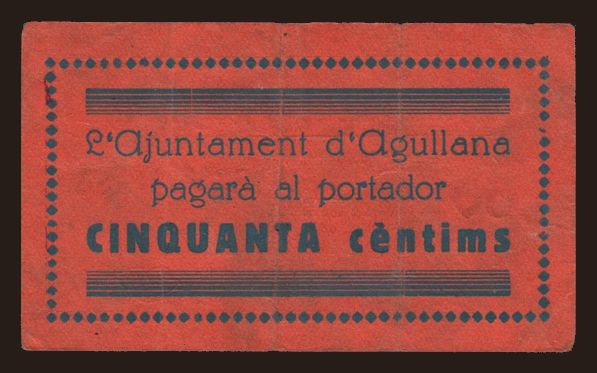 L'Ajuntament d'Agullana
pagarà al portador
CINQUANTA cèntims